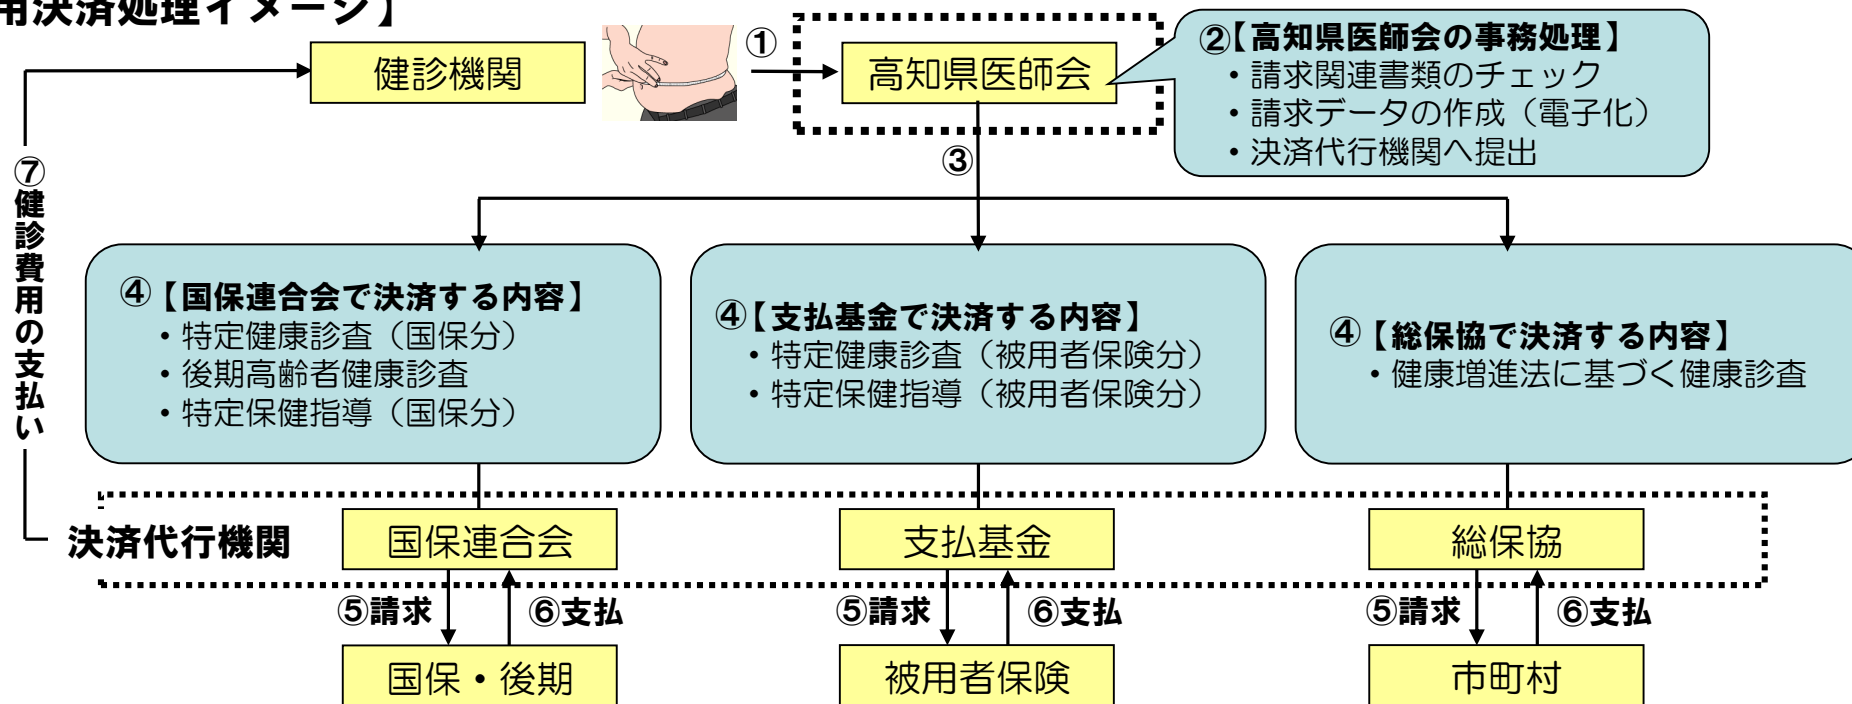 用決済処理イメージ】
健診機関
①
高知県医師会
②【高知県医師会の事務処理】
・請求関連書類のチェック
・請求データの作成（電子化）
・決済代行機関へ提出
③
⑦健診費用の支払い
④【国保連合会で決済する内容】
・特定健康診査（国保分）
・後期高齢者健康診査
・特定保健指導（国保分）
④【支払基金で決済する内容】
・特定健康診査（被用者保険分）
・特定保健指導（被用者保険分）
④【総保協で決済する内容】
・健康増進法に基づく健康診査
決済代行機関
国保連合会
支払基金
総保協
⑤請求
⑥支払
⑤請求
⑥支払
⑤請求
⑥支払
国保・後期
被用者保険
市町村